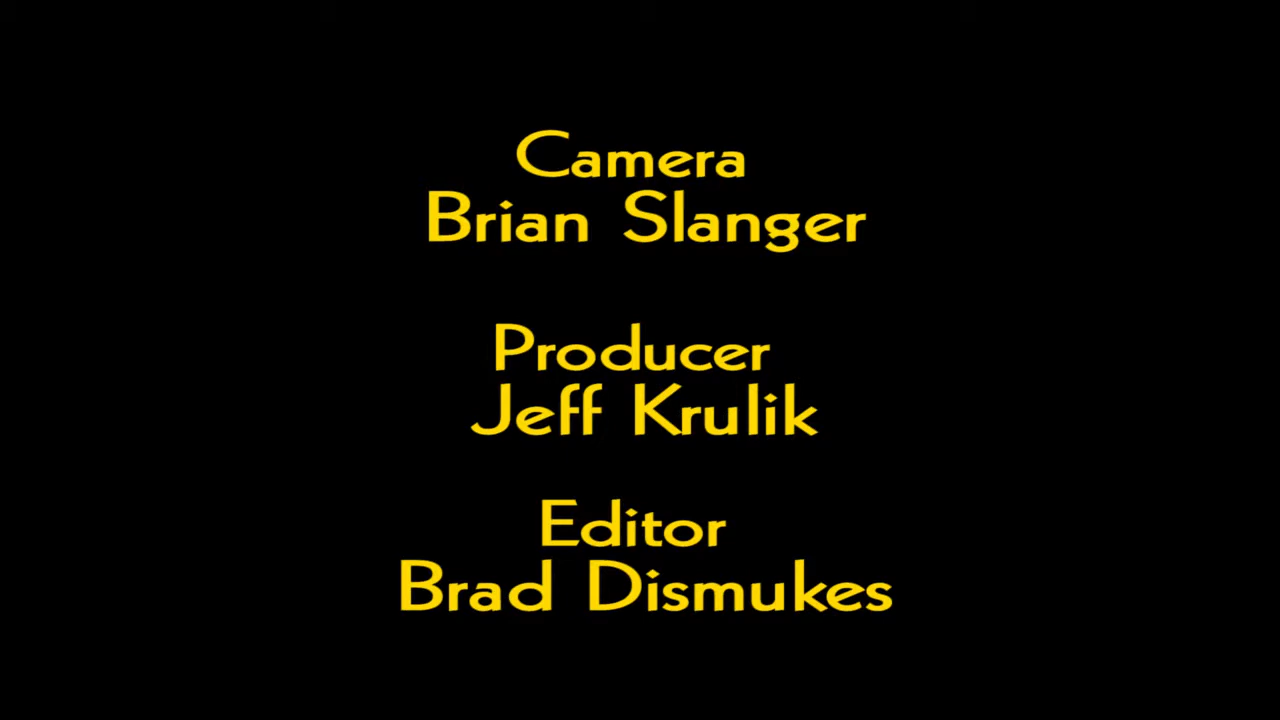 Camera
Brian Slanger
Producer
Jeff Krulik
Editor
Brad Dismukes